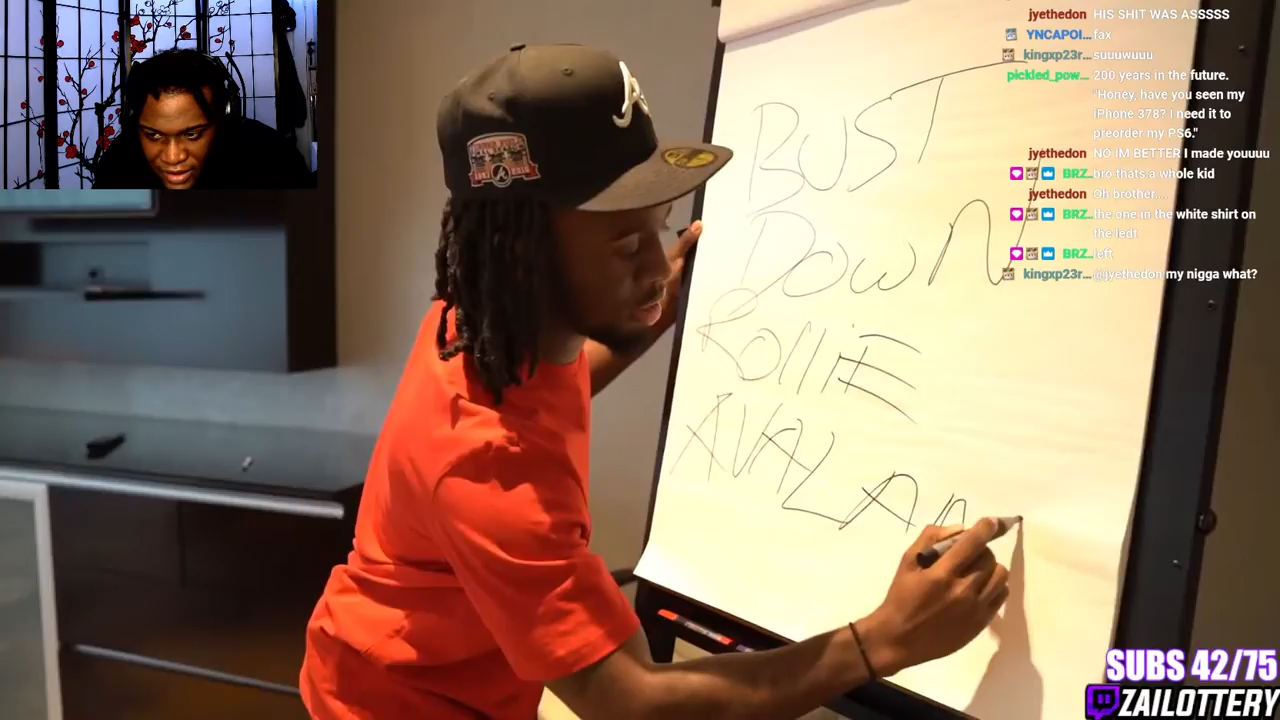 jyethedon HIS SHIT WAS ASSSSS
YNCAPOI... fax
kingxp23r... suuuwuuu
pickled_pow... 200 years in the future.
"Honey, have you seen my
iPhone 378? I need it to
preorder my PS6."
jyethedon NO IM BETTER I made youuuu
BRZ... bro thats a whole kid
jyethedon Oh brother....
BRZ... the one in the white shirt on
the ledt
BRZ... left
kingxp23r... @jyethedon my nigga what?
BUST
DOWN
ROllIE
AVALAN
A
SUBS 42/75
ZAILOTTERY